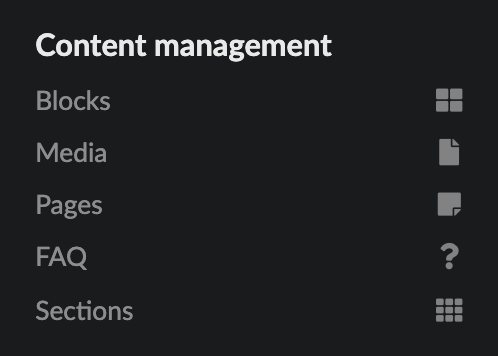 Content management
Blocks
Media
Pages
FAQ
Sections